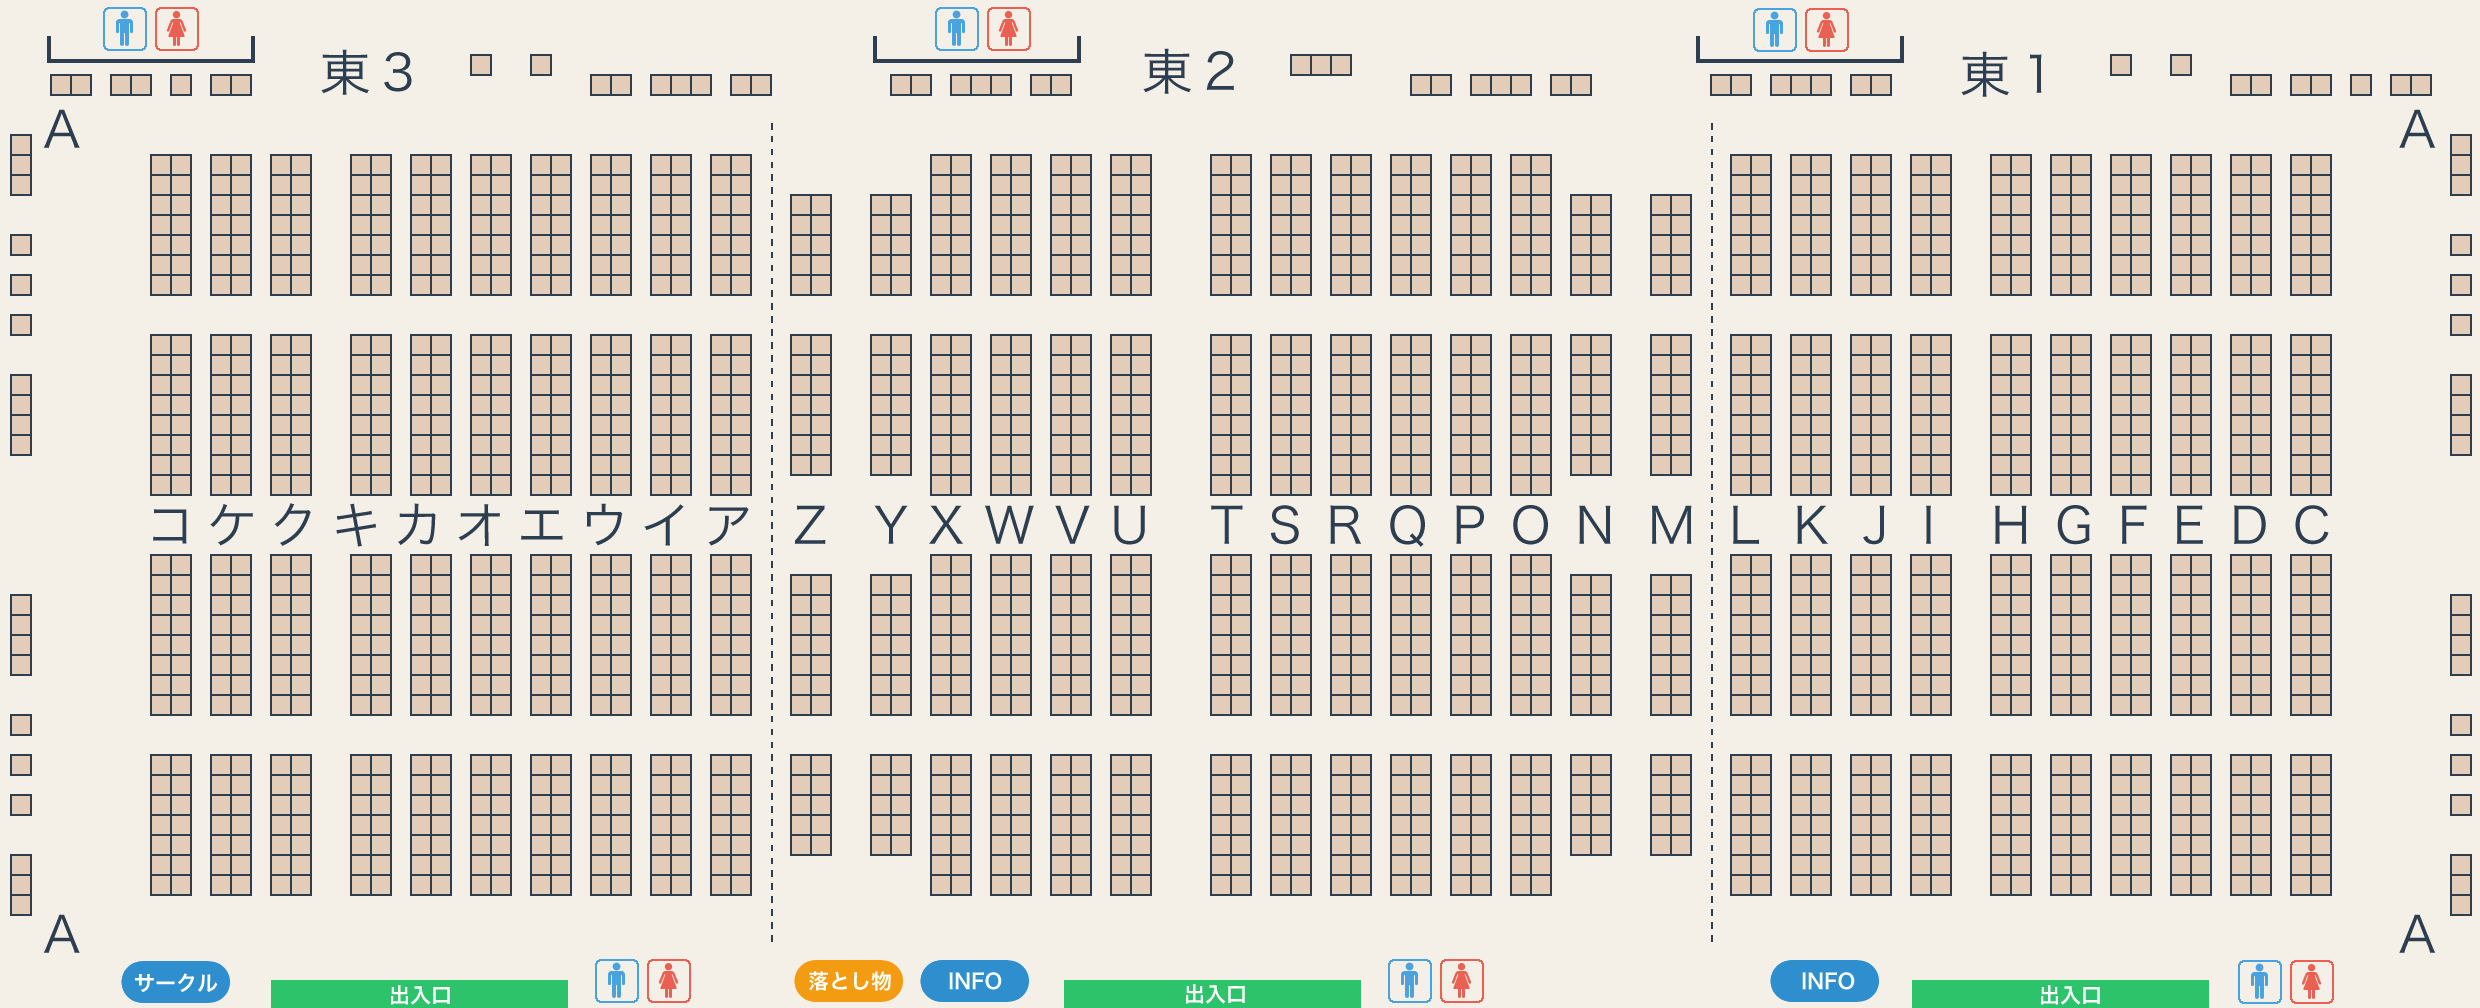 東３ 東２ 東１
A A
コ ケ ク キ カ オ エ ウ イ ア Z Y X W V U T S R Q P O N M L K J I H G F E D C
A A
サークル 出入口 落とし物 INFO 出入口 INFO 出入口